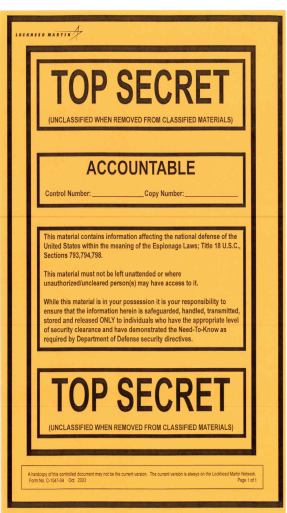 LOCKHEED MARTIN
TOP SECRET
(UNCLASSIFIED WHEN REMOVED FROM CLASSIFIED MATERIALS)
ACCOUNTABLE
Control Number: ________________ Copy Number: ________________
This material contains information affecting the national defense of the
United States within the meaning of the Espionage Laws; Title 18 U.S.C.,
Sections 793,794,798.
This material must not be left unattended or where
unauthorized/uncleared person(s) may have access to it.
While this material is in your possession it is your responsibility to
ensure that the information herein is safeguarded, handled, transmitted,
stored and released ONLY to individuals who have the appropriate level
of security clearance and have demonstrated the Need-To-Know as
required by Department of Defense security directives.
TOP SECRET
(UNCLASSIFIED WHEN REMOVED FROM CLASSIFIED MATERIALS)
A hardcopy of this controlled document may not be the current version. The current version is always on the Lockheed Martin Network.
Form No. C-1041-04 Oct 2003 Page 1 of 1